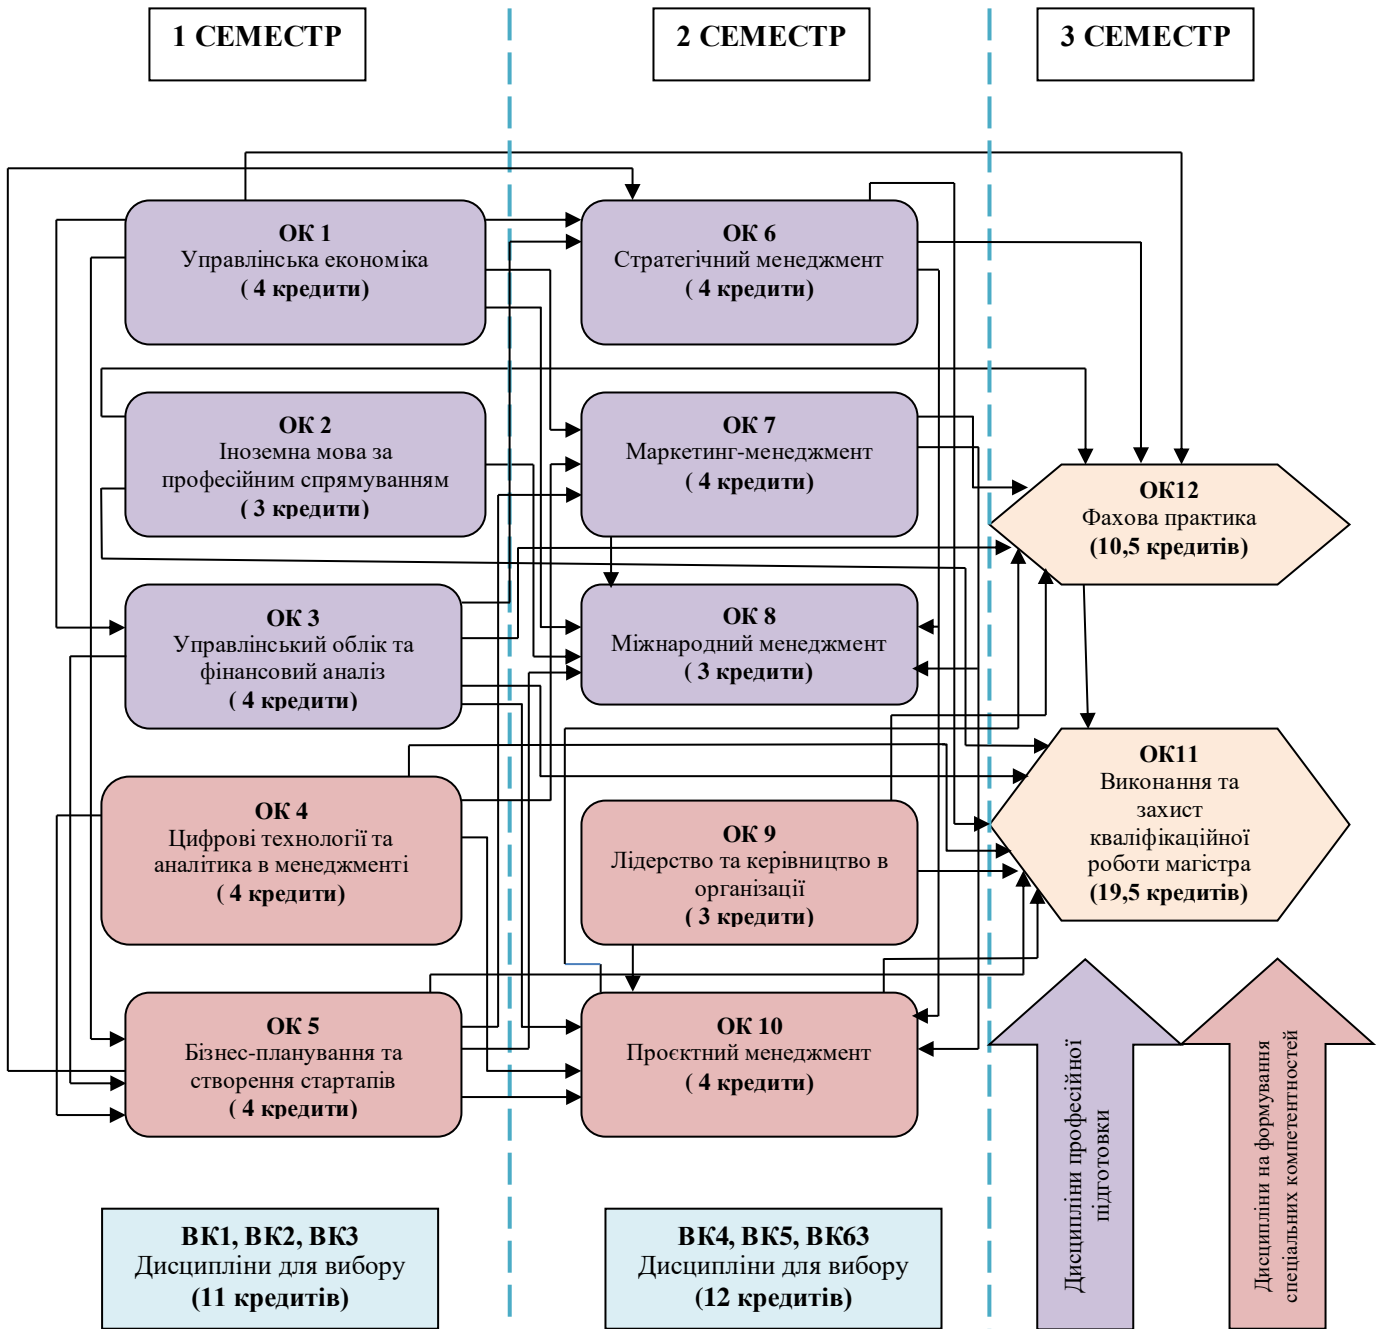 1 СЕМЕСТР
2 СЕМЕСТР
3 СЕМЕСТР
ОК 1
Управлінська економіка
( 4 кредити)
ОК 6
Стратегічний менеджмент
( 4 кредити)
ОК 2
Іноземна мова за
професійним спрямуванням
( 3 кредити)
ОК 7
Маркетинг-менеджмент
( 4 кредити)
ОК12
Фахова практика
(10,5 кредитів)
ОК 3
Управлінський облік та
фінансовий аналіз
( 4 кредити)
ОК 8
Міжнародний менеджмент
( 3 кредити)
ОК 4
Цифрові технології та
аналітика в менеджменті
( 4 кредити)
ОК 9
Лідерство та керівництво в
організації
( 3 кредити)
ОК11
Виконання та
захист
кваліфікаційної
роботи магістра
(19,5 кредитів)
ОК 5
Бізнес-планування та
створення стартапів
( 4 кредити)
ОК 10
Проєктний менеджмент
( 4 кредити)
Дисципліни професійної
підготовки
Дисципліни на формування
спеціальних компетентностей
ВК1, ВК2, ВК3
Дисципліни для вибору
(11 кредитів)
ВК4, ВК5, ВК63
Дисципліни для вибору
(12 кредитів)